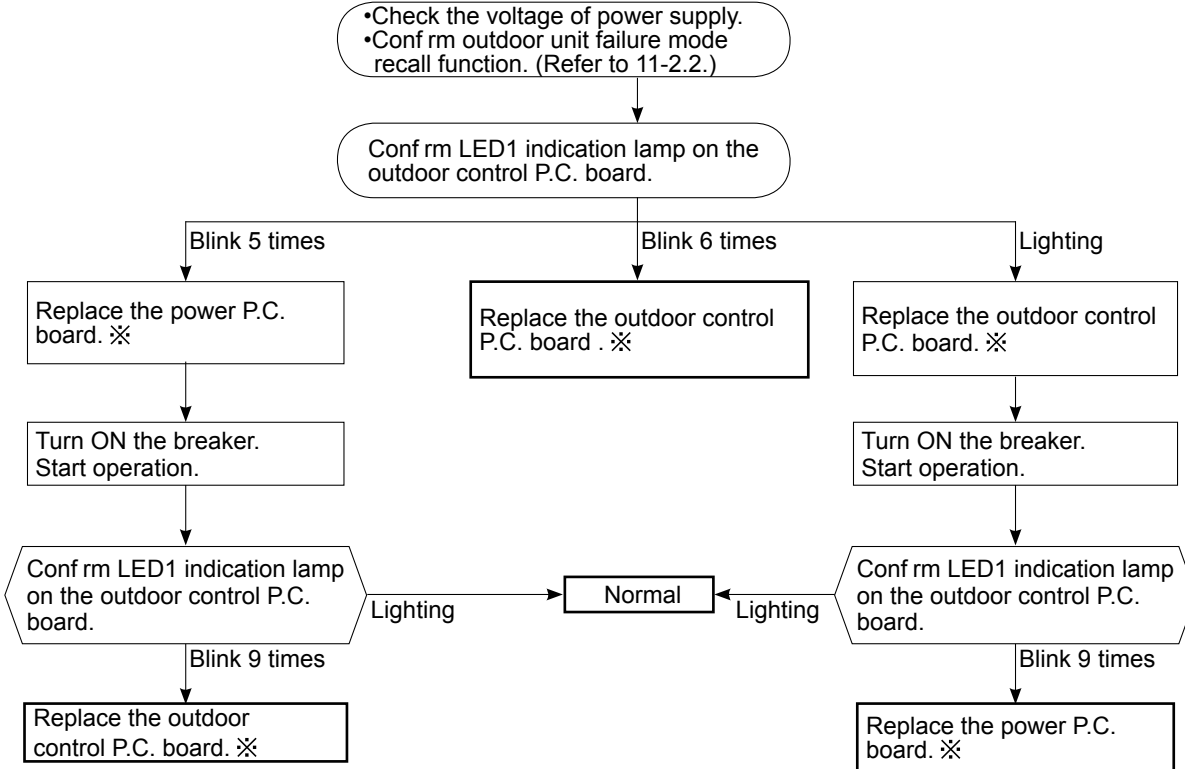 •Check the voltage of power supply.
•Conf rm outdoor unit failure mode
recall function. (Refer to 11-2.2.)
Conf rm LED1 indication lamp on the
outdoor control P.C. board.
Blink 5 times
Blink 6 times
Lighting
Replace the power P.C.
board. ※
Replace the outdoor control
P.C. board . ※
Replace the outdoor control
P.C. board. ※
Turn ON the breaker.
Start operation.
Turn ON the breaker.
Start operation.
Conf rm LED1 indication lamp
on the outdoor control P.C.
board.
Lighting
Normal
Lighting
Conf rm LED1 indication lamp
on the outdoor control P.C.
board.
Blink 9 times
Blink 9 times
Replace the outdoor
control P.C. board. ※
Replace the power P.C.
board. ※